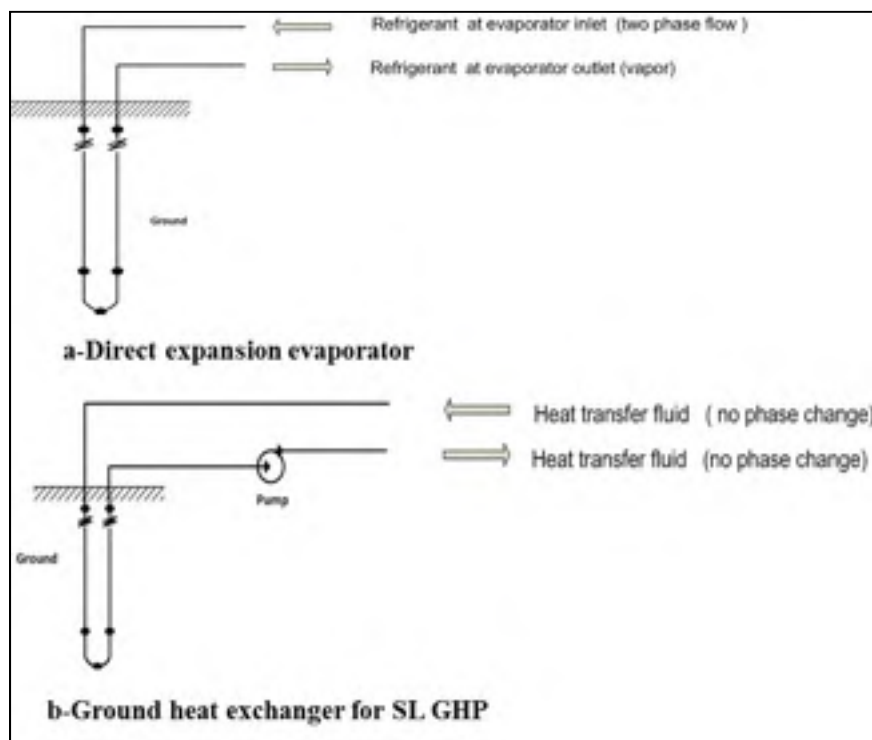 Refrigerant at evaporator inlet (two phase flow )
Refrigerant at evaporator outlet (vapor)
Ground
a-Direct expansion evaporator
Heat transfer fluid ( no phase change)
Heat transfer fluid (no phase change)
Pump
Ground
b-Ground heat exchanger for SL GHP